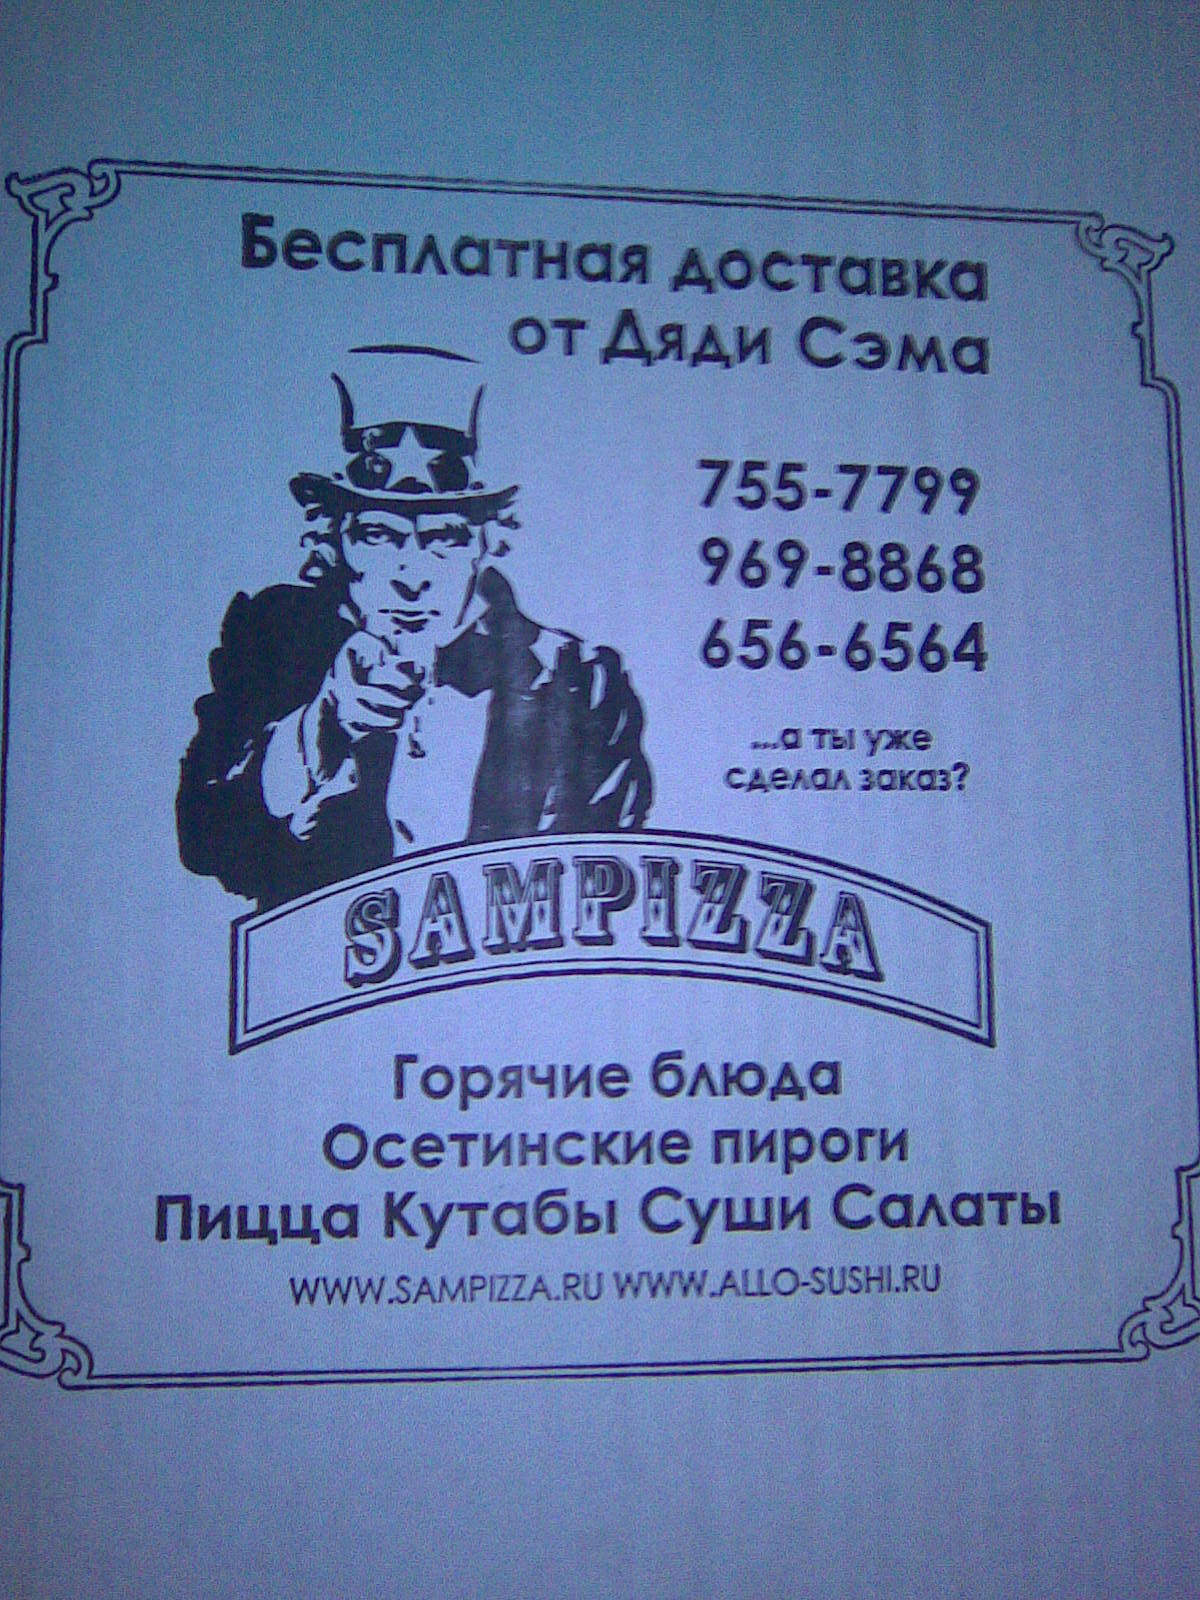 Бесплатная доставка
от Дяди Сэма
755-7799
969-8868
656-6564
...а ты уже
сделал заказ?
SAMPIZZA
Горячие блюда
Осетинские пироги
Пицца Кутабы Суши Салаты
WWW.SAMPIZZA.RU WWW.ALLO-SUSHI.RU